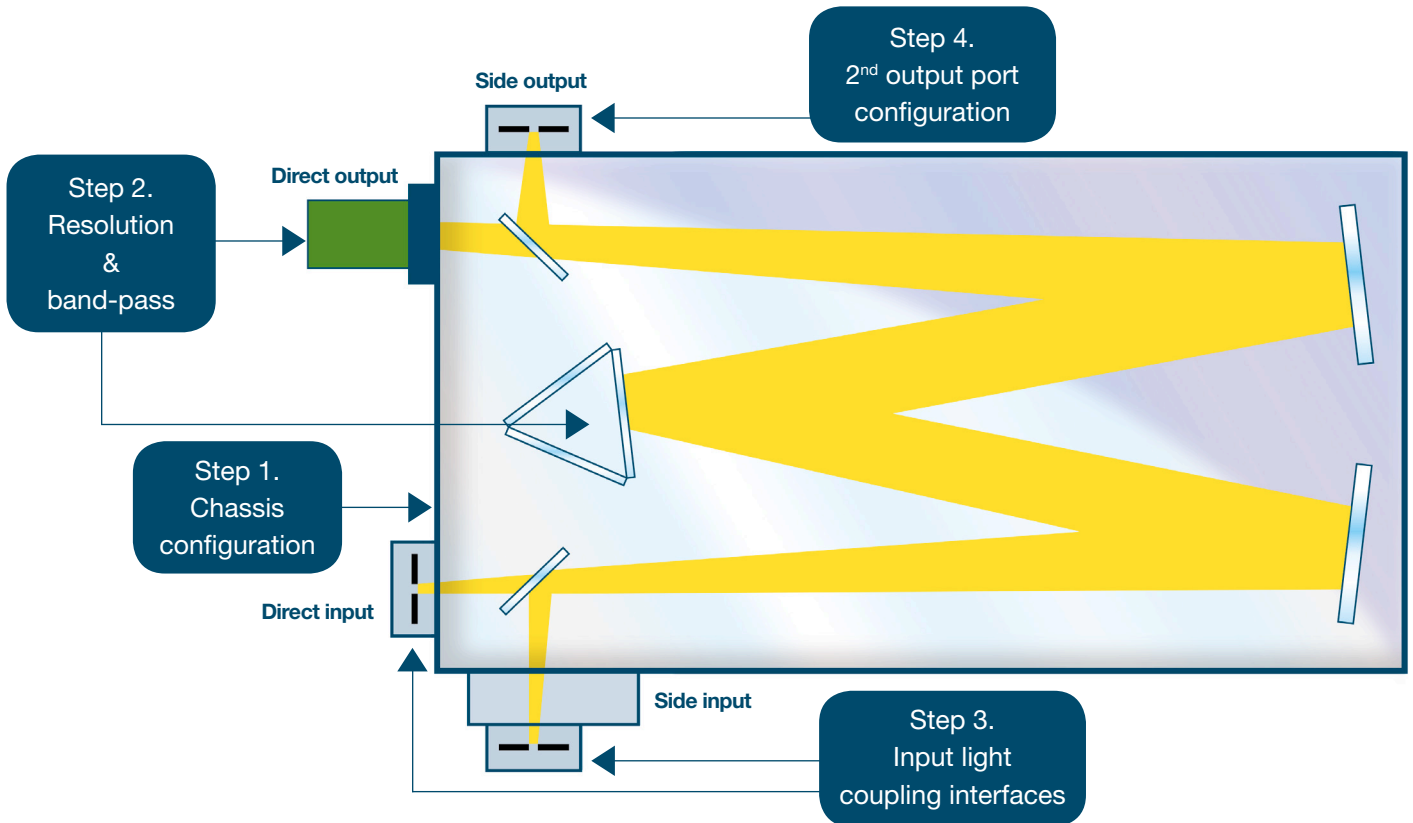 Step 4.
2nd output port
configuration
Side output
Step 2.
Resolution
&
band-pass
Direct output
Step 1.
Chassis
configuration
Direct input
Side input
Step 3.
Input light
coupling interfaces